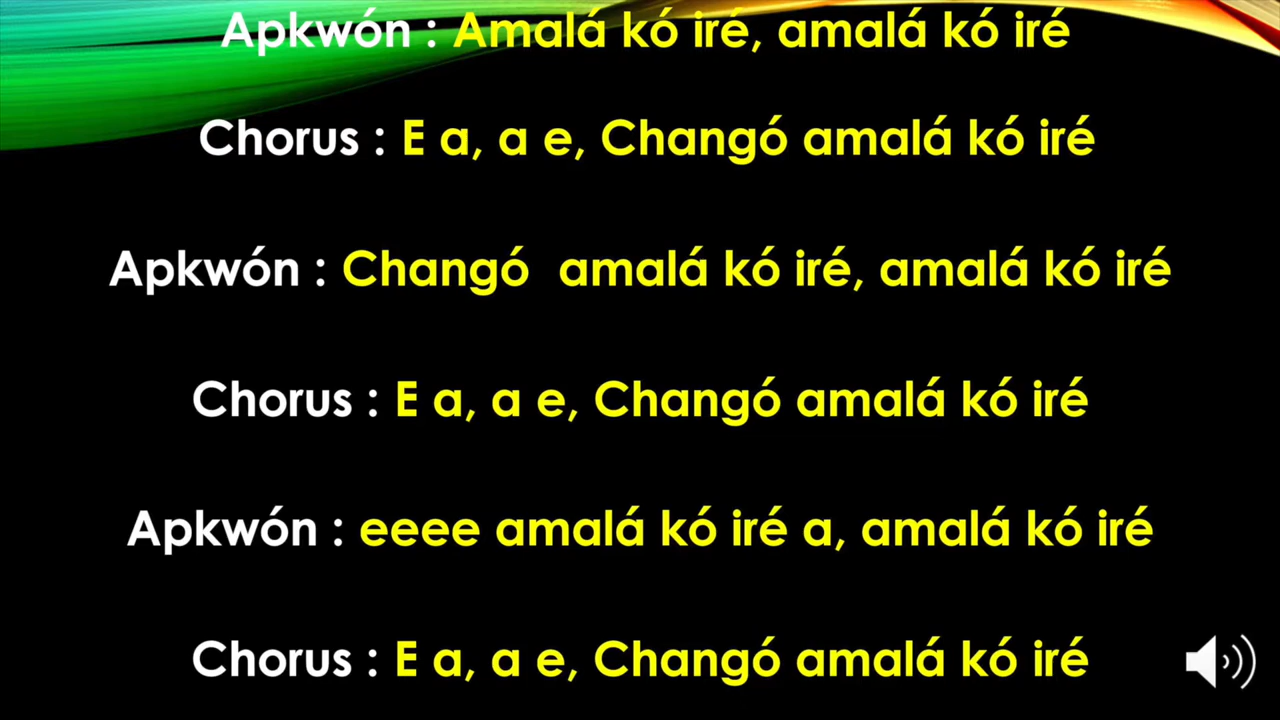 Apkwón : Amalá kó iré, amalá kó iré
Chorus : E a, a e, Changó amalá kó iré
Apkwón : Changó  amalá kó iré, amalá kó iré
Chorus : E a, a e, Changó amalá kó iré
Apkwón : eeee amalá kó iré a, amalá kó iré
Chorus : E a, a e, Changó amalá kó iré